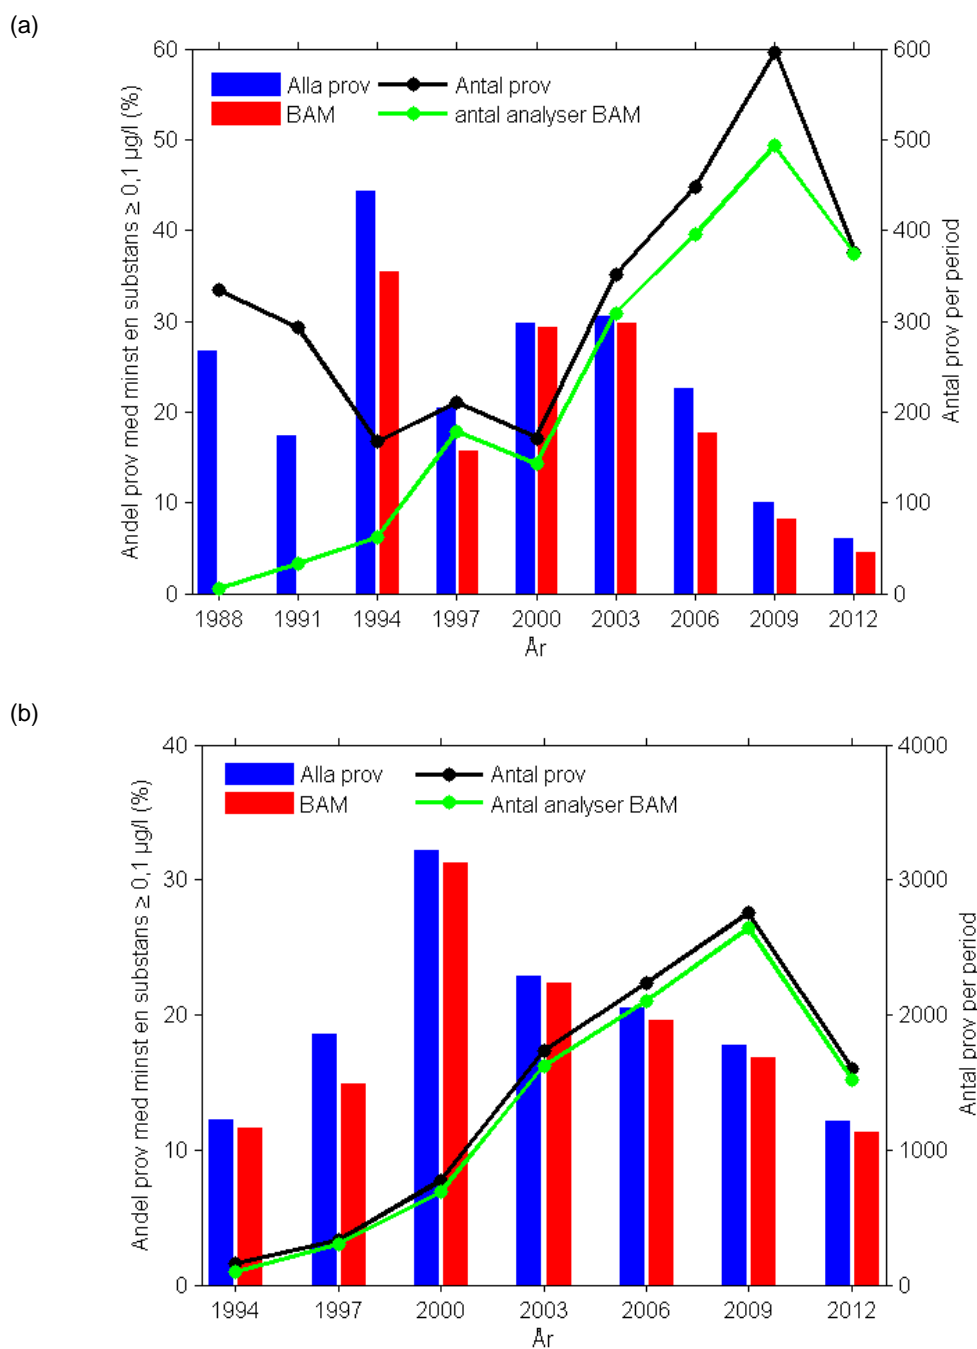 (a)
Andel prov med minst en substans ≥ 0,1 µg/l (%)
60
50
40
30
20
10
0
Alla prov
BAM
Antal prov
antal analyser BAM
600
500
400
300
200
100
0
Antal prov per period
1988 1991 1994 1997 2000 2003 2006 2009 2012
År
(b)
Andel prov med minst en substans ≥ 0,1 µg/l (%)
40
30
20
10
0
Alla prov
BAM
Antal prov
Antal analyser BAM
4000
3000
2000
1000
0
Antal prov per period
1994 1997 2000 2003 2006 2009 2012
År